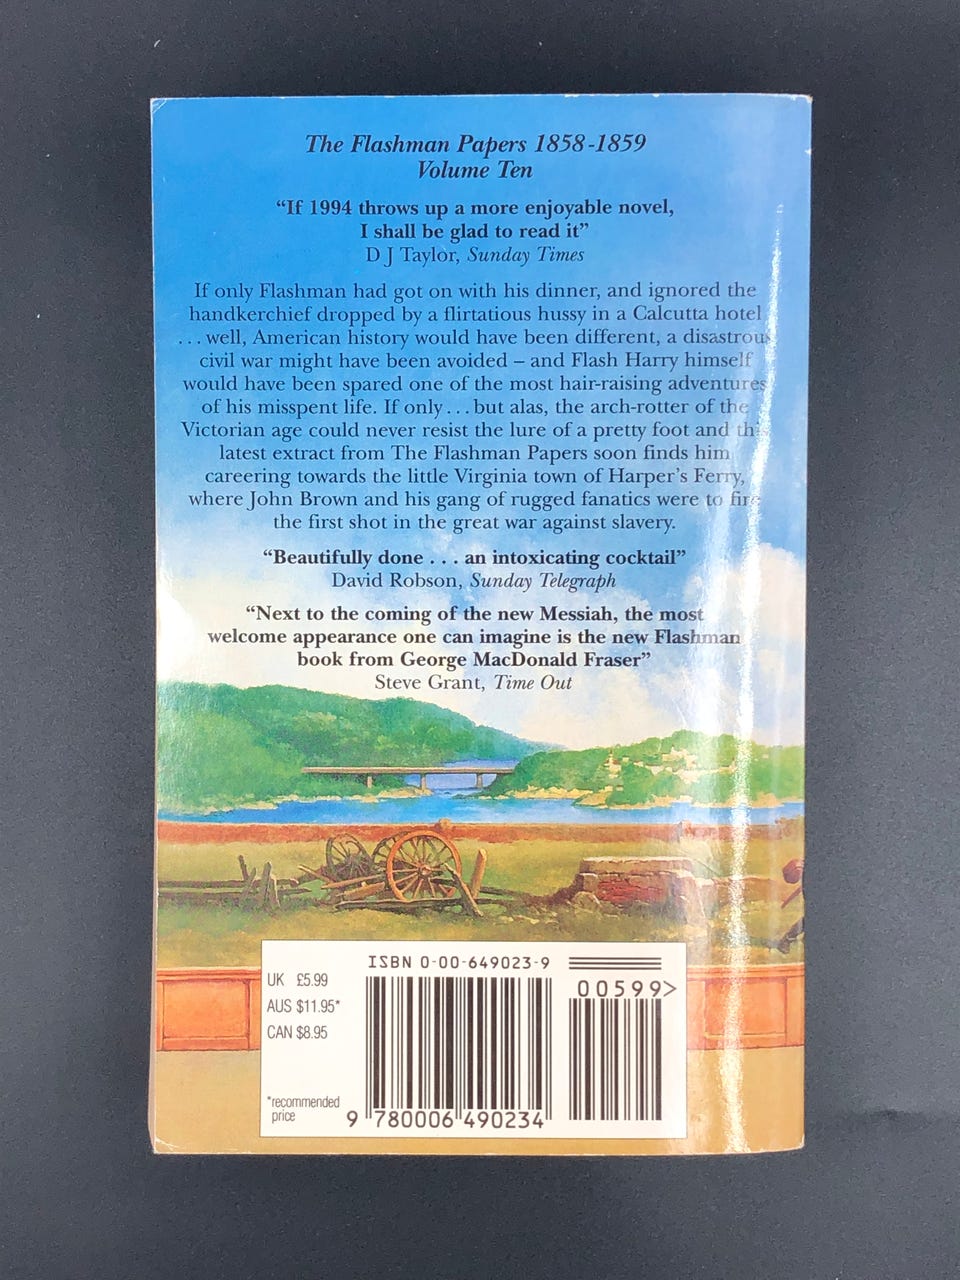 The Flashman Papers 1858-1859
Volume Ten
“If 1994 throws up a more enjoyable novel,
I shall be glad to read it”
D J Taylor, Sunday Times
If only Flashman had got on with his dinner, and ignored the
handkerchief dropped by a flirtatious hussy in a Calcutta hotel
. . . well, American history would have been different, a disastrous
civil war might have been avoided – and Flash Harry himself
would have been spared one of the most hair-raising adventures
of his misspent life. If only . . . but alas, the arch-rotter of the
Victorian age could never resist the lure of a pretty foot and this
latest extract from The Flashman Papers soon finds him
careering towards the little Virginia town of Harper’s Ferry,
where John Brown and his gang of rugged fanatics were to fire
the first shot in the great war against slavery.
“Beautifully done . . . an intoxicating cocktail”
David Robson, Sunday Telegraph
“Next to the coming of the new Messiah, the most
welcome appearance one can imagine is the new Flashman
book from George MacDonald Fraser”
Steve Grant, Time Out
ISBN 0-00-649023-9
UK £5.99
AUS $11.95*
CAN $8.95
*recommended
price
00599>
9 780006 490234